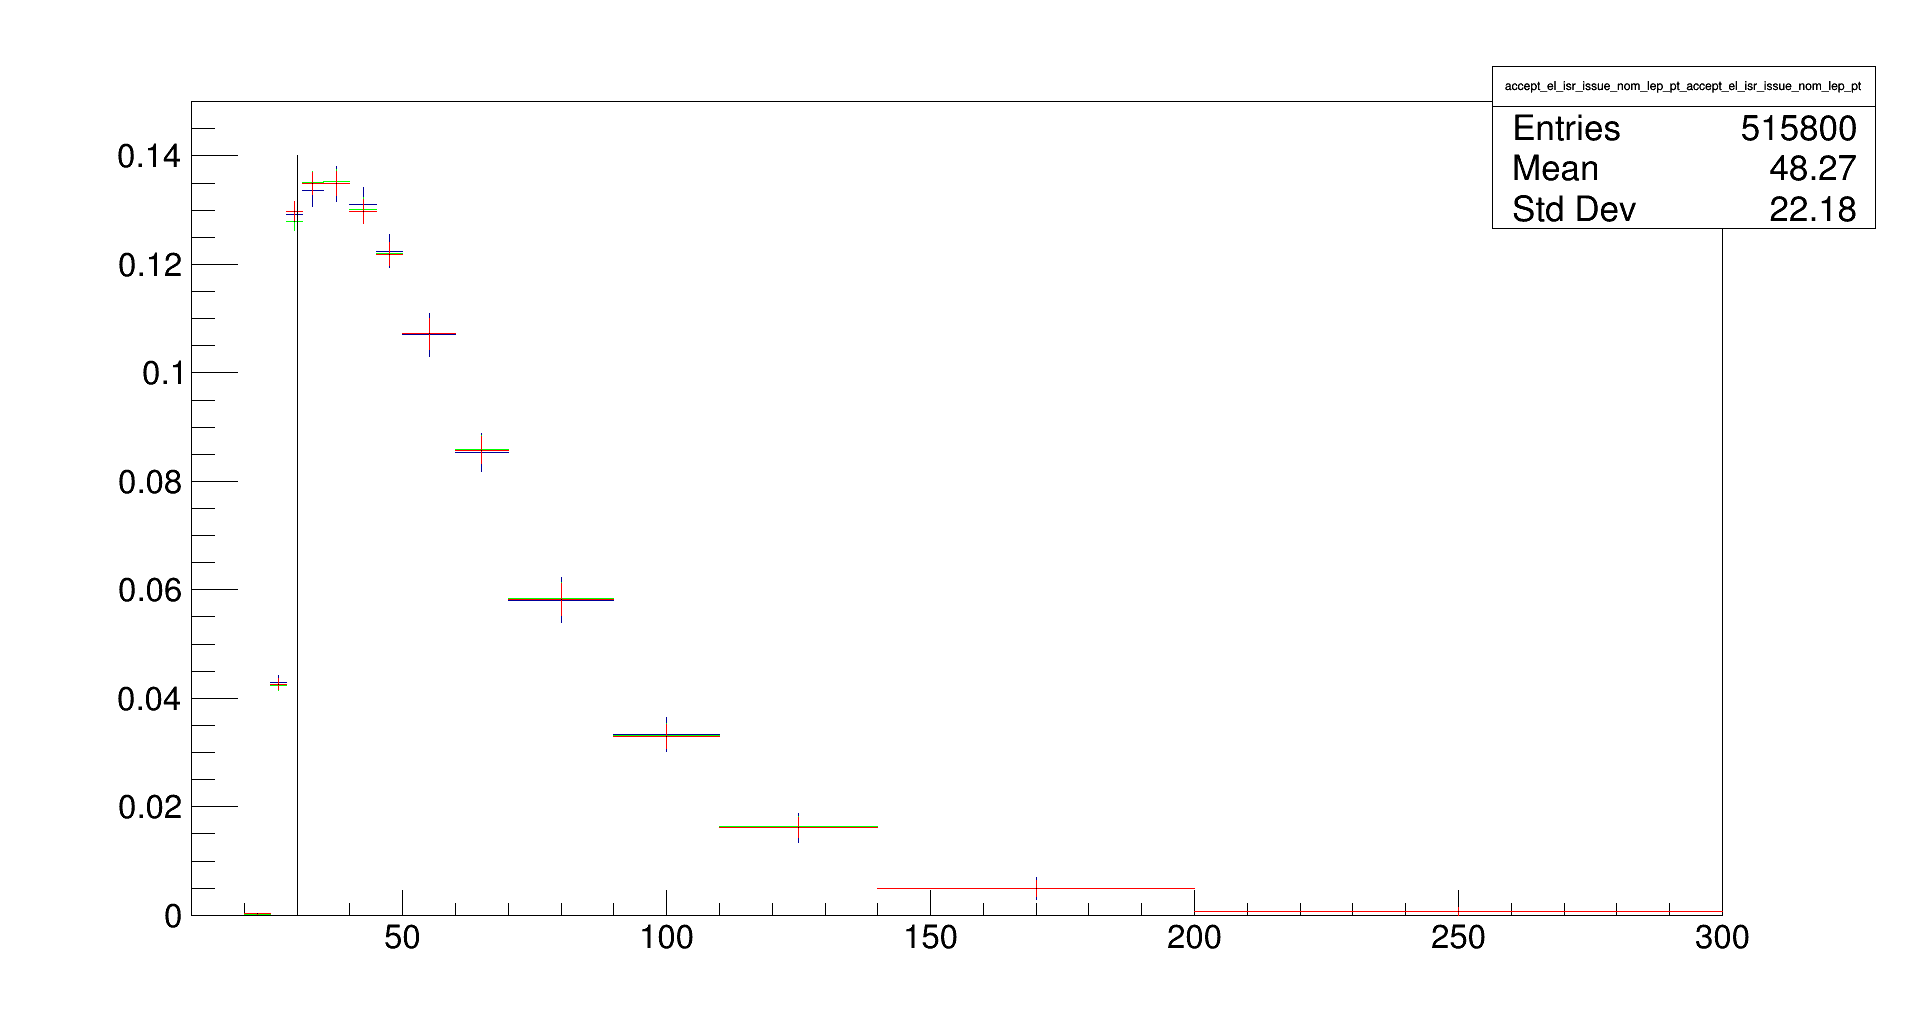 accept_el_isr_issue_nom_lep_pt_accept_el_isr_issue_nom_lep_pt
Entries 515800
Mean 48.27
Std Dev 22.18
0.14
0.12
0.1
0.08
0.06
0.04
0.02
0
50 100 150 200 250 300